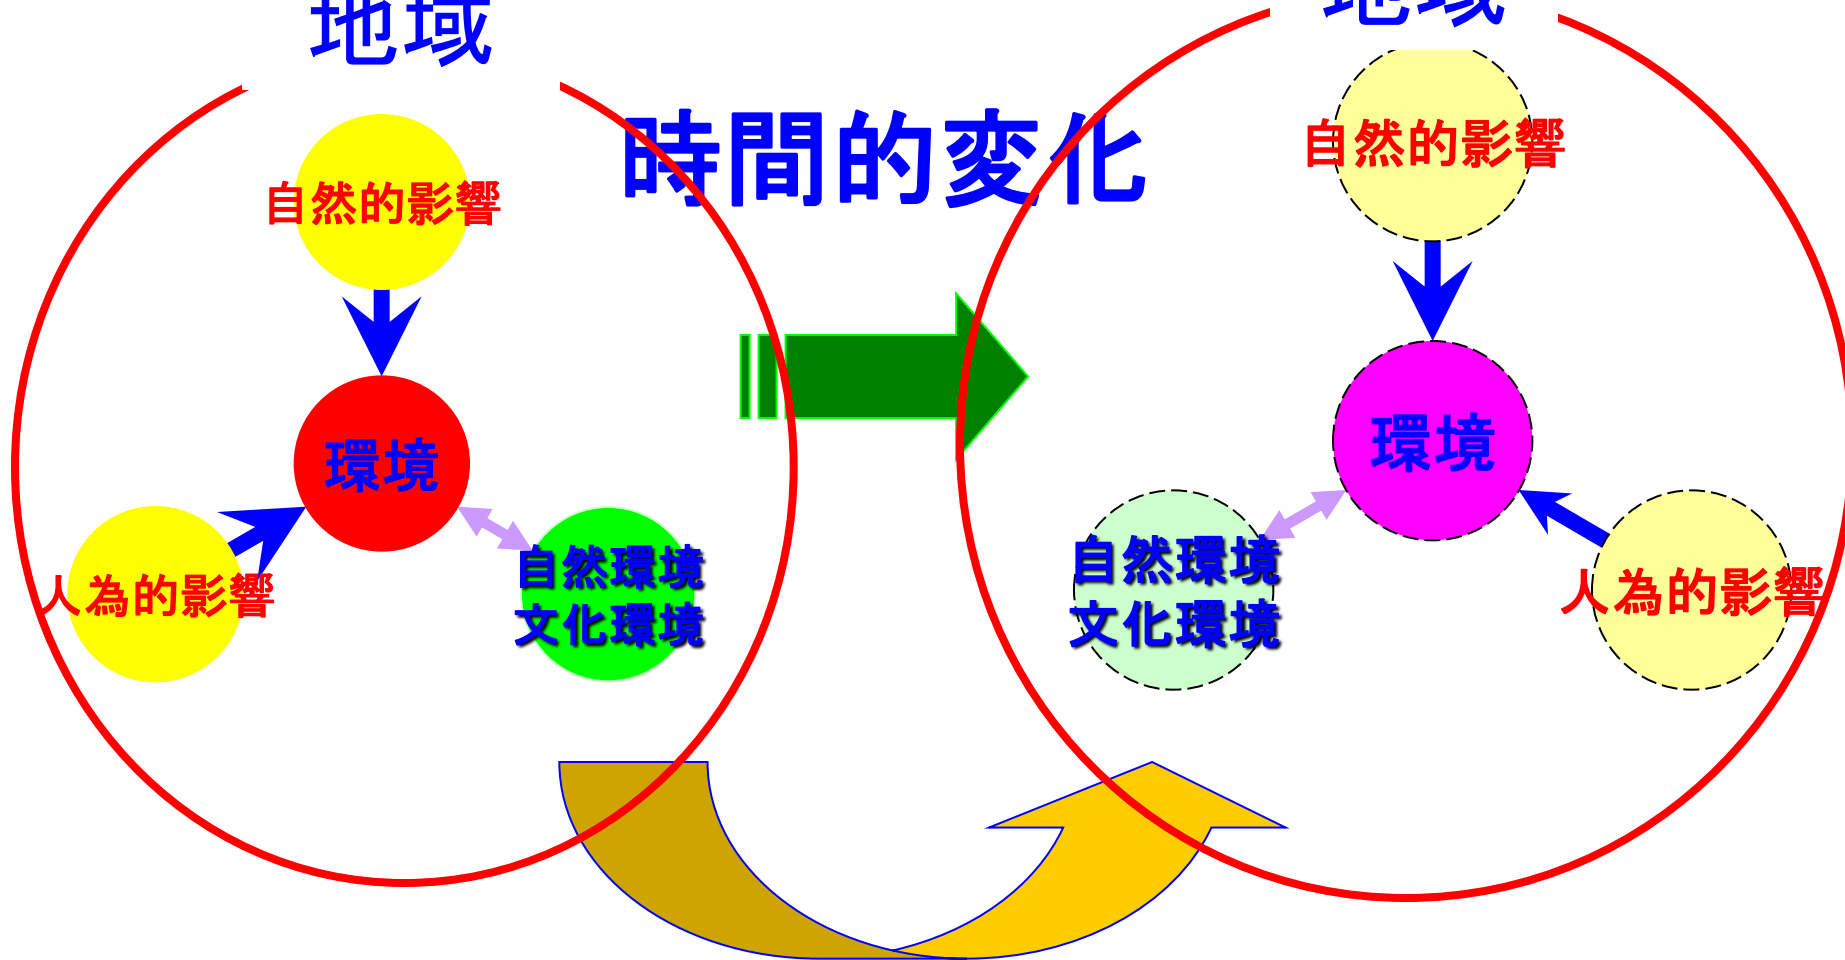 地域
地域
時間的変化
自然的影響
自然的影響
環境
環境
人為的影響
自然環境
文化環境
自然環境
文化環境
人為的影響